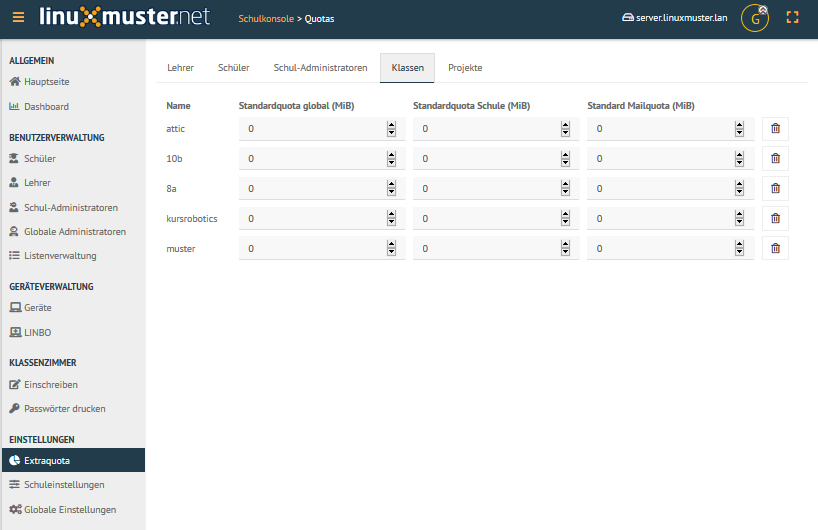 linuxmuster.net
Schulkonsole > Quotas
server.linuxmuster.lan
G
ALLGEMEIN
Hauptseite
Dashboard
BENUTZERVERWALTUNG
Schüler
Lehrer
Schul-Administratoren
Globale Administratoren
Listenverwaltung
GERÄTEVERWALTUNG
Geräte
LINBO
KLASSENZIMMER
Einschreiben
Passwörter drucken
EINSTELLUNGEN
Extraquota
Schuleinstellungen
Globale Einstellungen
Lehrer Schüler Schul-Administratoren Klassen Projekte
Name Standardquota global (MiB) Standardquota Schule (MiB) Standard Mailquota (MiB)
attic 0 0 0
10b 0 0 0
8a 0 0 0
kursrobotics 0 0 0
muster 0 0 0